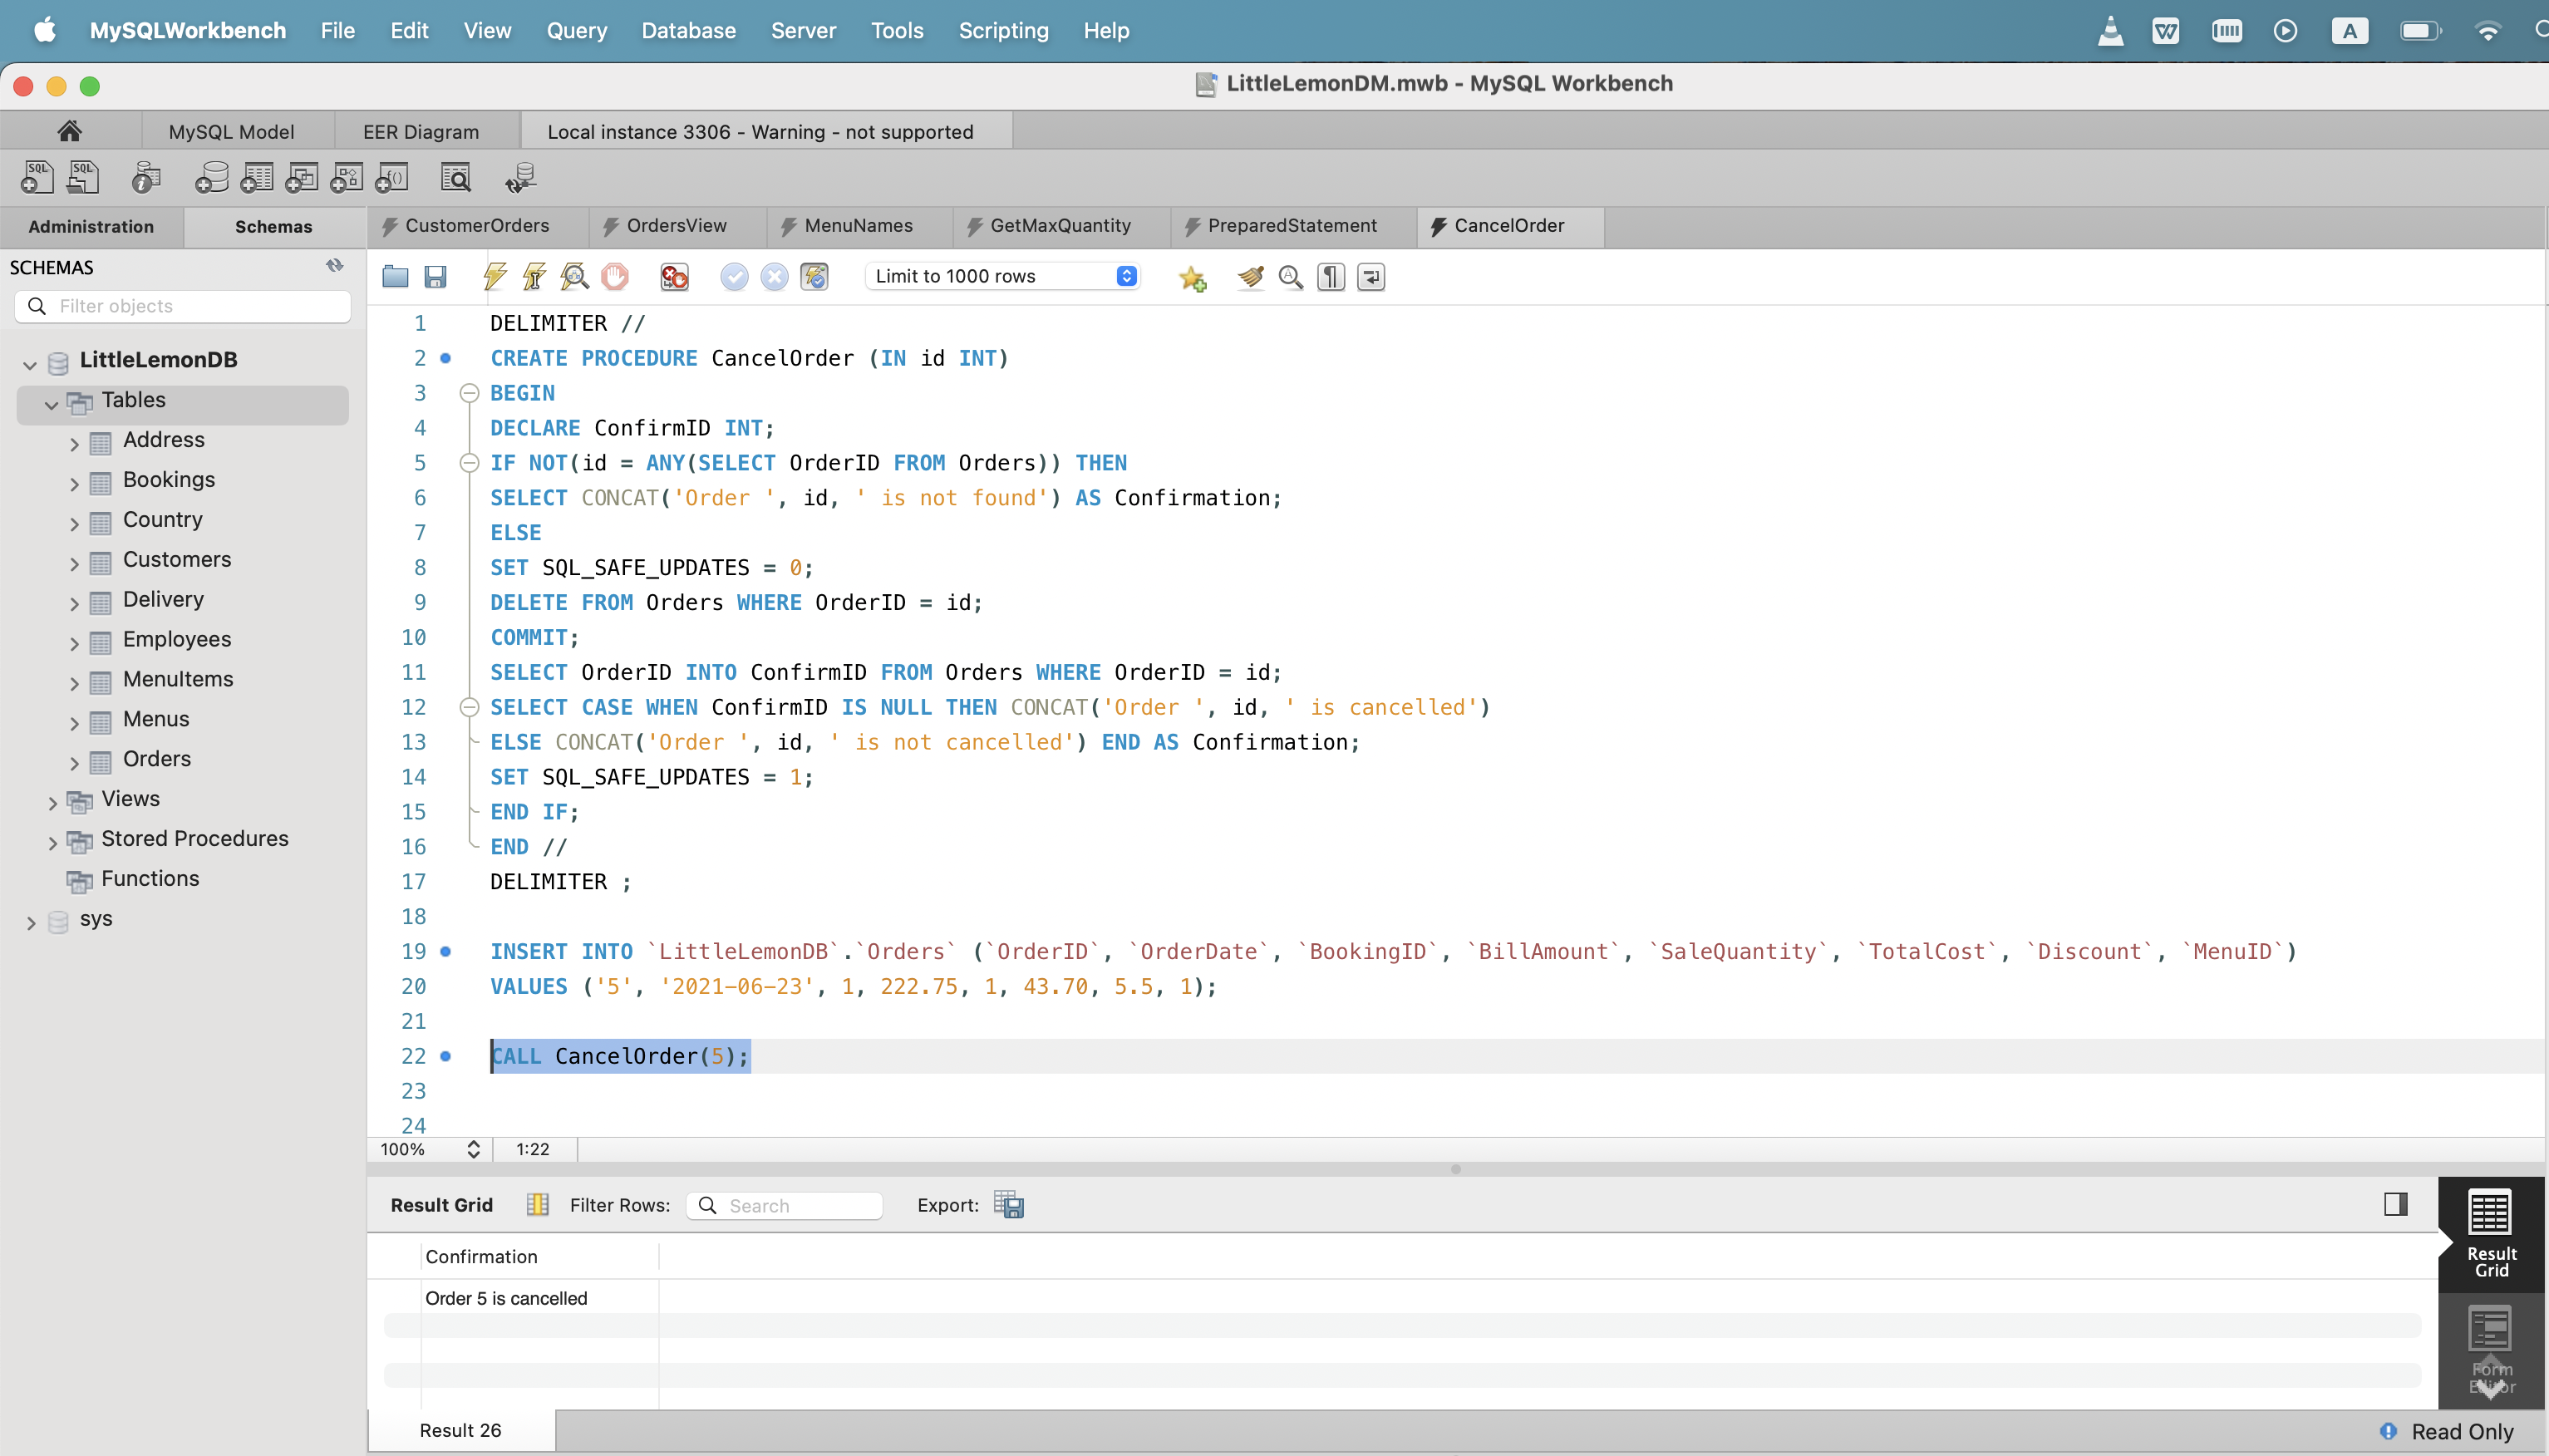 MySQLWorkbench File Edit View Query Database Server Tools Scripting Help
A
LittleLemonDM.mwb - MySQL Workbench
MySQL Model EER Diagram Local instance 3306 - Warning - not supported
SQL SQL
Administration Schemas CustomerOrders OrdersView MenuNames GetMaxQuantity PreparedStatement CancelOrder
SCHEMAS
Filter objects
LittleLemonDB
Tables
Address
Bookings
Country
Customers
Delivery
Employees
MenuItems
Menus
Orders
Views
Stored Procedures
Functions
sys
Limit to 1000 rows
1 DELIMITER //
2 CREATE PROCEDURE CancelOrder (IN id INT)
3 BEGIN
4 DECLARE ConfirmID INT;
5 IF NOT(id = ANY(SELECT OrderID FROM Orders)) THEN
6 SELECT CONCAT('Order ', id, ' is not found') AS Confirmation;
7 ELSE
8 SET SQL_SAFE_UPDATES = 0;
9 DELETE FROM Orders WHERE OrderID = id;
10 COMMIT;
11 SELECT OrderID INTO ConfirmID FROM Orders WHERE OrderID = id;
12 SELECT CASE WHEN ConfirmID IS NULL THEN CONCAT('Order ', id, ' is cancelled')
13 ELSE CONCAT('Order ', id, ' is not cancelled') END AS Confirmation;
14 SET SQL_SAFE_UPDATES = 1;
15 END IF;
16 END //
17 DELIMITER ;
18
19 INSERT INTO `LittleLemonDB`.`Orders` (`OrderID`, `OrderDate`, `BookingID`, `BillAmount`, `SaleQuantity`, `TotalCost`, `Discount`, `MenuID`)
20 VALUES ('5', '2021-06-23', 1, 222.75, 1, 43.70, 5.5, 1);
21
22 CALL CancelOrder(5);
23
24
100% 1:22
Result Grid Filter Rows: Search Export:
Confirmation
Order 5 is cancelled
Result
Grid
Form
Editor
Result 26
Read Only